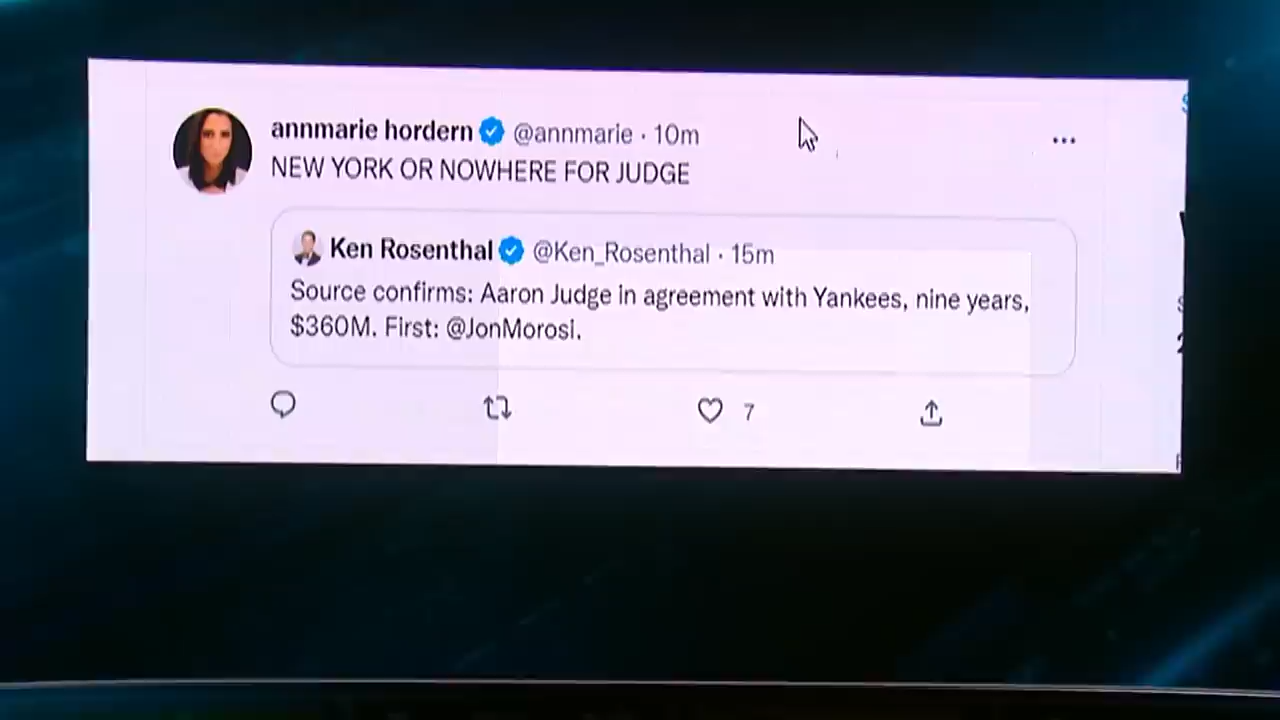 annmarie hordern @annmarie · 10m
NEW YORK OR NOWHERE FOR JUDGE
Ken Rosenthal @Ken_Rosenthal · 15m
Source confirms: Aaron Judge in agreement with Yankees, nine years,
$360M. First: @JonMorosi.
7